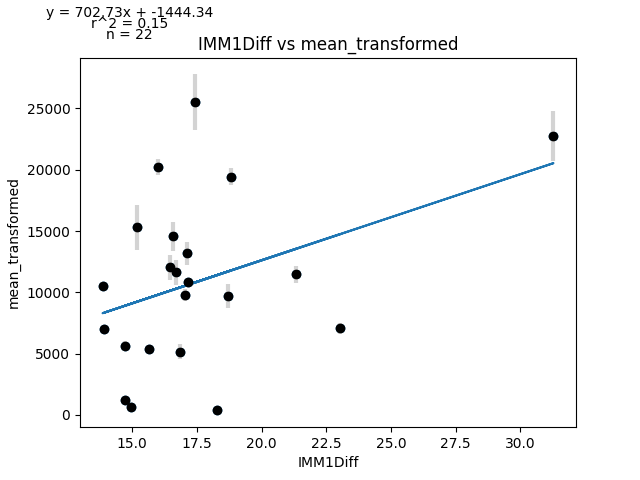 y = 702.73x + -1444.34
r^2 = 0.15
n = 22
IMM1Diff vs mean_transformed
25000
20000
15000
10000
5000
0
mean_transformed
15.0 17.5 20.0 22.5 25.0 27.5 30.0
IMM1Diff